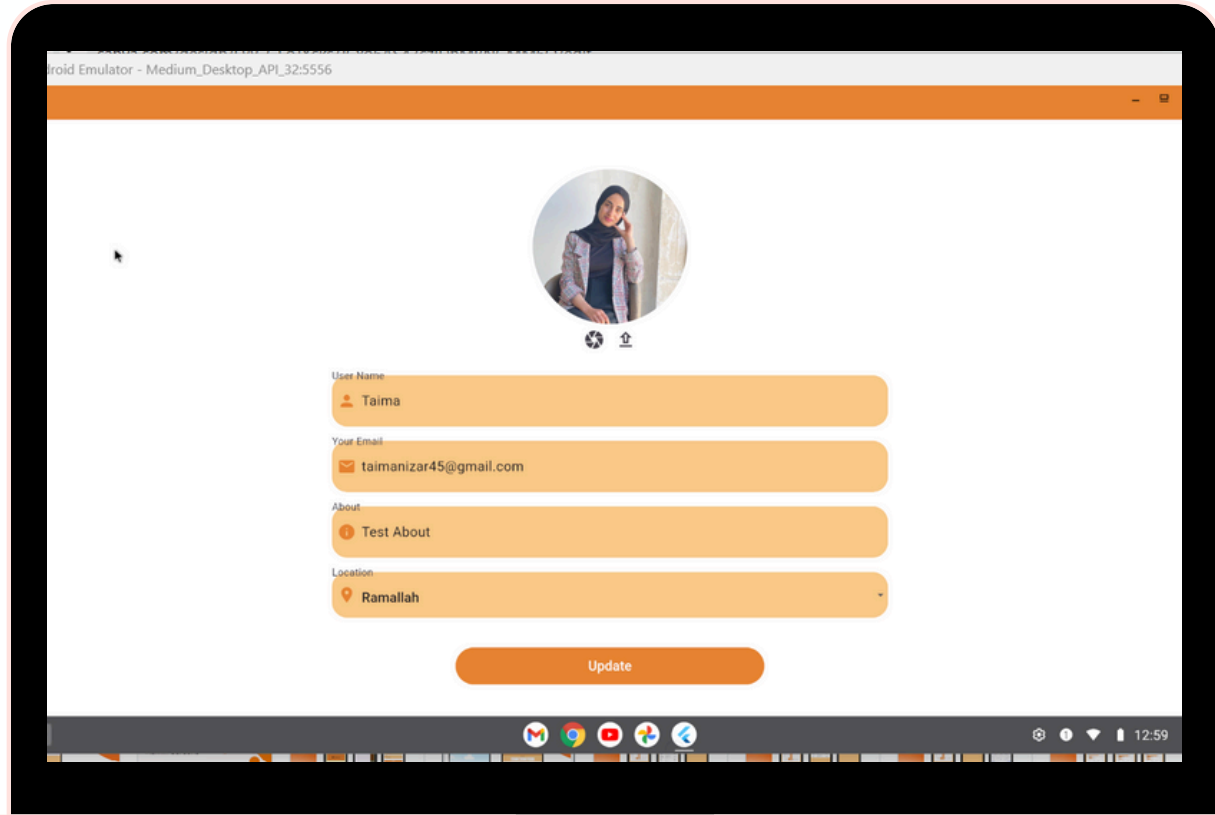 droid Emulator - Medium_Desktop_API_32:5556
User Name
Taima
Your Email
taimanizar45@gmail.com
About
Test About
Location
Ramallah
Update
12:59